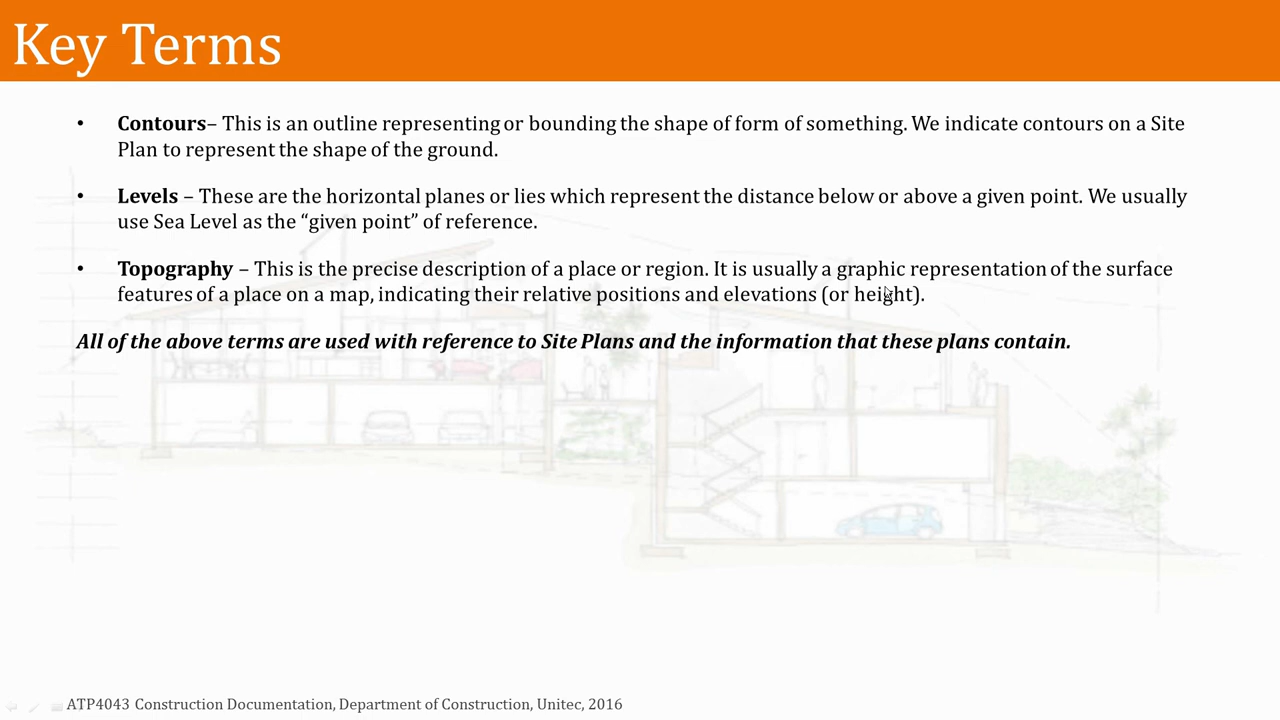 Key Terms
• Contours– This is an outline representing or bounding the shape of form of something. We indicate contours on a Site
Plan to represent the shape of the ground.
• Levels – These are the horizontal planes or lies which represent the distance below or above a given point. We usually
use Sea Level as the “given point” of reference.
• Topography – This is the precise description of a place or region. It is usually a graphic representation of the surface
features of a place on a map, indicating their relative positions and elevations (or height).
All of the above terms are used with reference to Site Plans and the information that these plans contain.
ATP4043 Construction Documentation, Department of Construction, Unitec, 2016